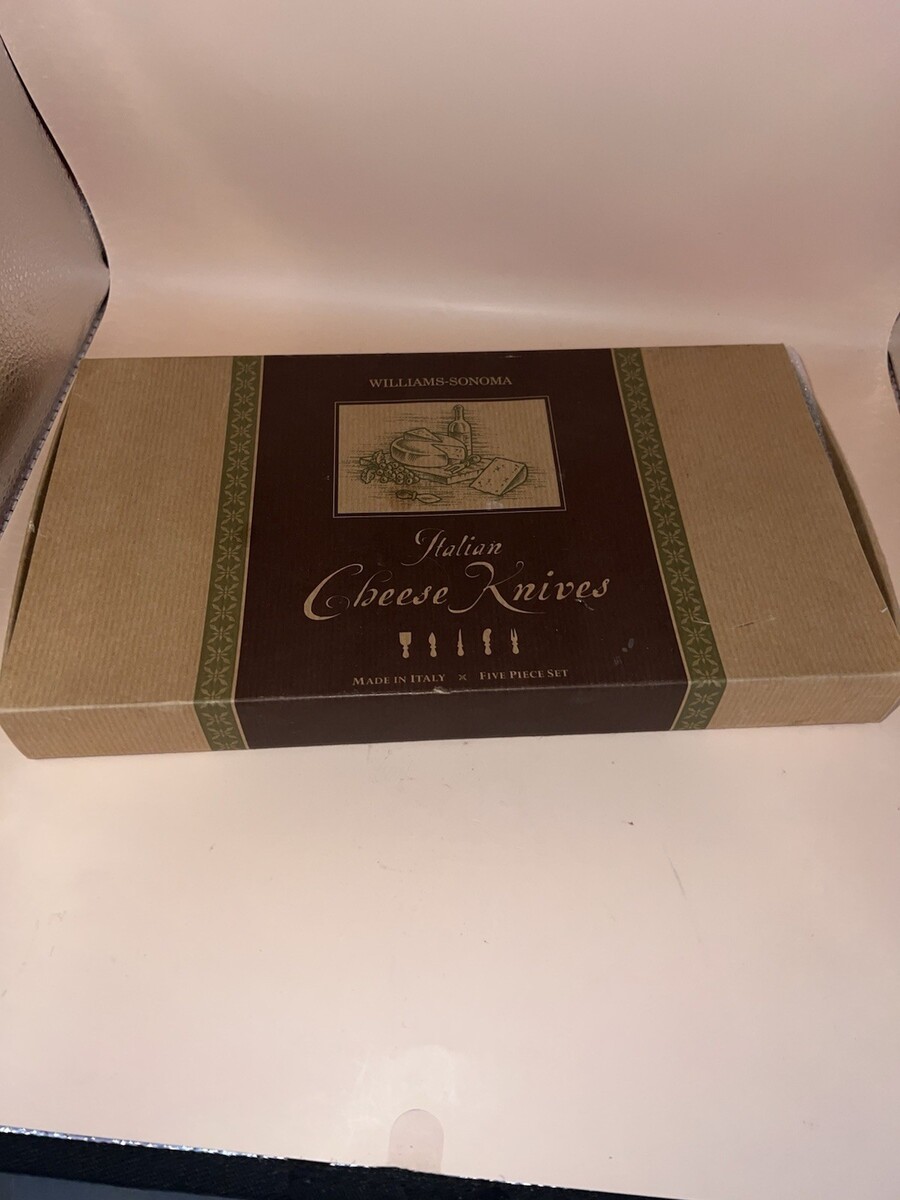 WILLIAMS-SONOMA
Italian
Cheese Knives
MADE IN ITALY × FIVE PIECE SET